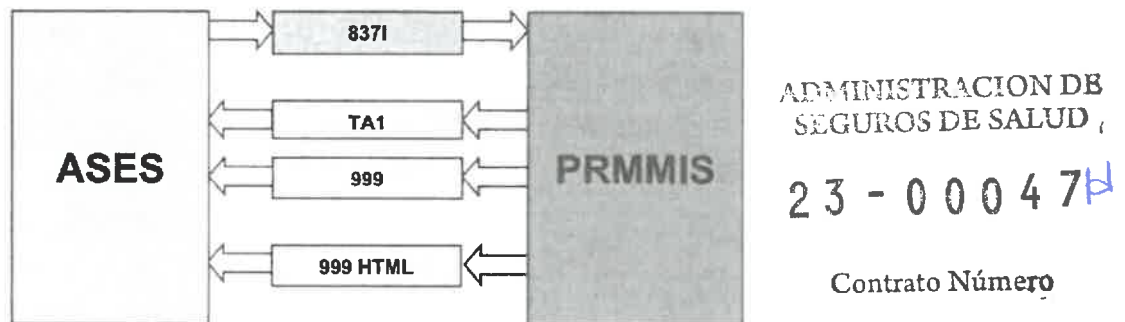 ASES
837I
TA1
999
999 HTML
PRMMIS
ADMINISTRACION DE
SEGUROS DE SALUD
23-00047
Contrato Número